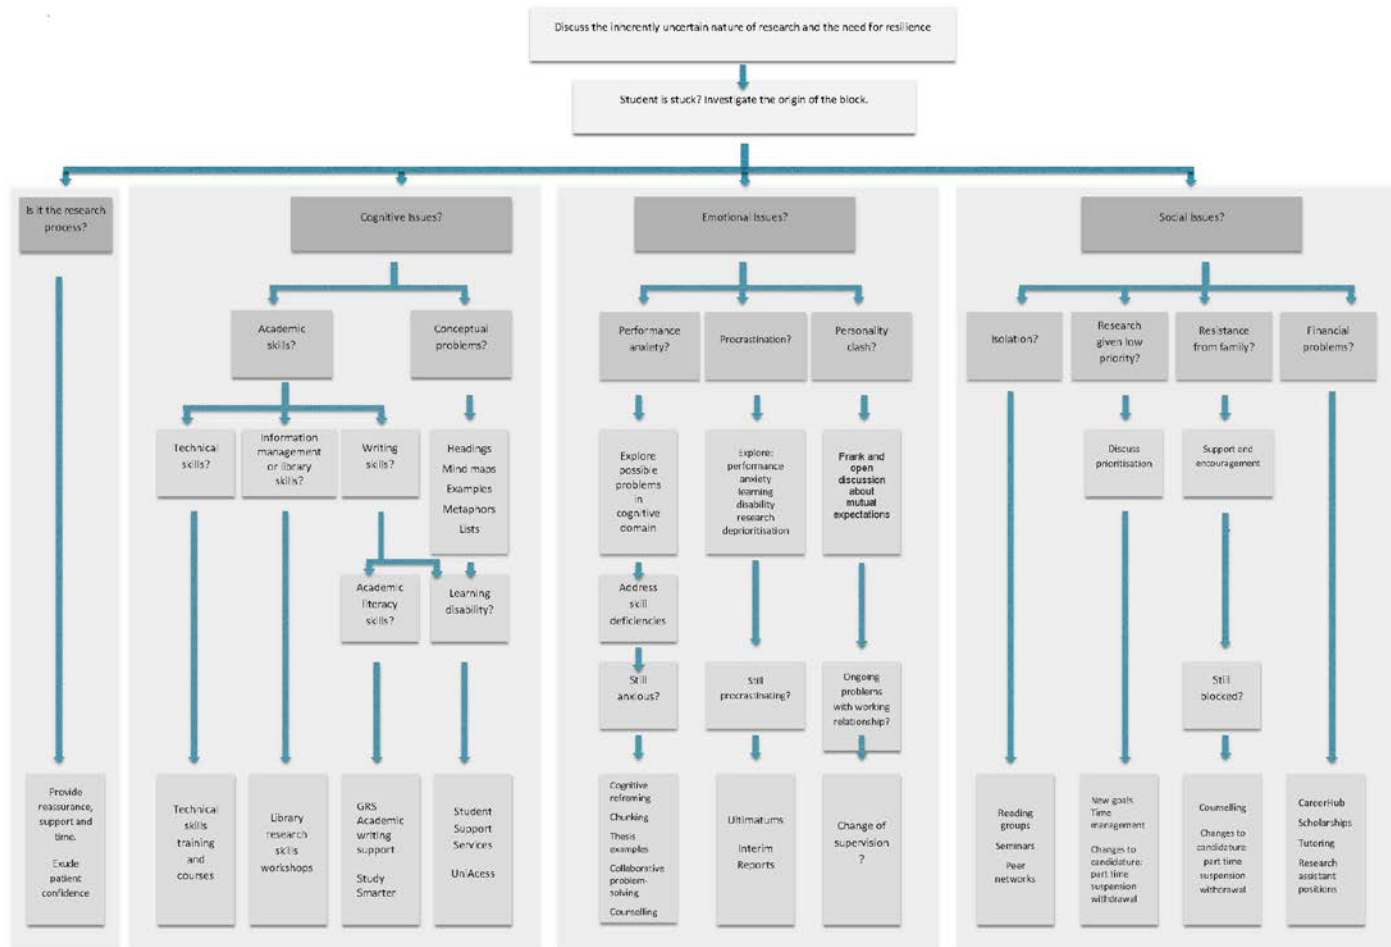 Discuss the inherently uncertain nature of research and the need for resilience
Student is stuck? Investigate the origin of the block.
Is it the research
process?
Cognitive Issues?
Emotional Issues?
Social Issues?
Academic
skills?
Conceptual
problems?
Performance
anxiety?
Procrastination?
Personality
clash?
Isolation?
Research
given low
priority?
Resistance
from family?
Financial
problems?
Technical
skills?
Information
management
or library
skills?
Writing
skills?
Headings
Mind maps
Examples
Metaphors
Lists
Explore
possible
problems
in
cognitive
domain
Explore:
performance
anxiety
learning
disability
research
deprioritisation
Frank and
open
discussion
about
mutual
expectations
Discuss
prioritisation
Support and
encouragement
Academic
literacy
skills?
Learning
disability?
Address
skill
deficiencies
Still
anxious?
Still
procrastinating?
Ongoing
problems
with working
relationship?
Still
blocked?
Provide
reassurance,
support and
time.
Exude
patient
confidence
Technical
skills
training
and
courses
Library
research
skills
workshops
GRS
Academic
writing
support
Study
Smarter
Student
Support
Services
UniAcess
Cognitive
reframing
Chunking
Thesis
examples
Collaborative
problem-
solving
Counselling
Ultimatums
Interim
Reports
Change of
supervision
?
Reading
groups
Seminars
Peer
networks
New goals
Time
management
Changes to
candidature:
part time
suspension
withdrawal
Counselling
Changes to
candidature:
part time
suspension
withdrawal
CareerHub
Scholarships
Tutoring
Research
assistant
positions